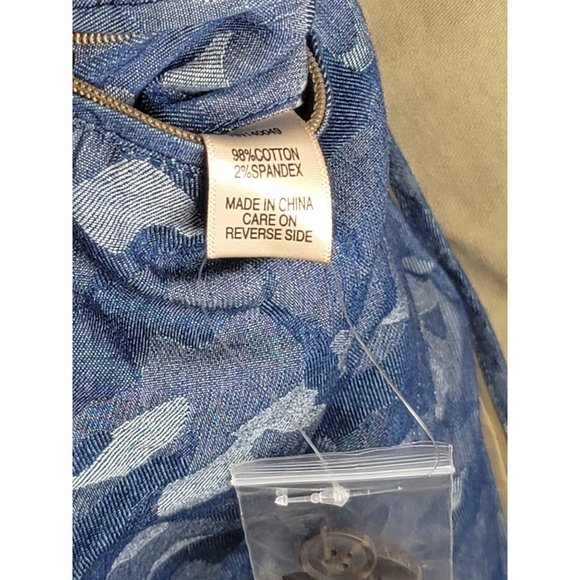 98%COTTON
2%SPANDEX
MADE IN CHINA
CARE ON
REVERSE SIDE